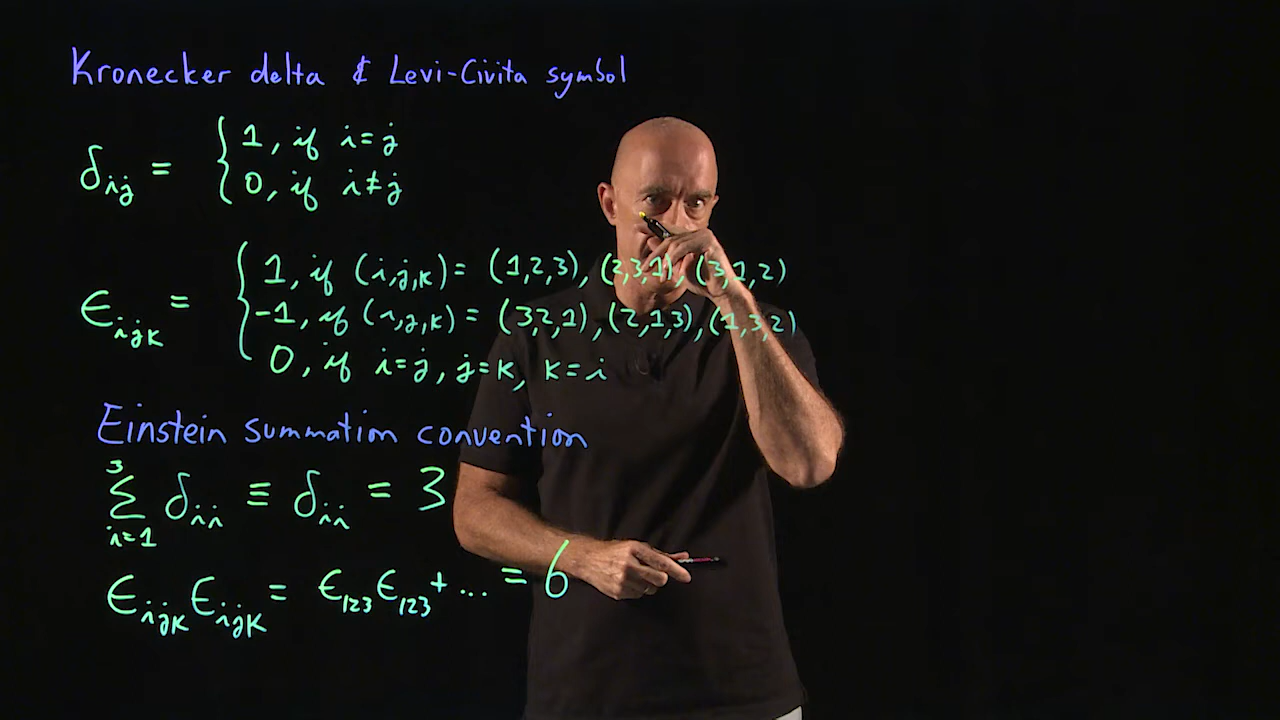 Kronecker delta & Levi-Civita symbol
δij = { 1, if i=j
0, if i≠j
ϵijk = { 1, if (i,j,k) = (1,2,3), (2,3,1), (3,1,2)
-1, if (i,j,k) = (3,2,1), (2,1,3), (1,3,2)
0, if i=j, j=k, k=i
Einstein summation convention
3
Σ δii ≡ δii = 3
i=1
ϵijk ϵijk = ϵ123 ϵ123 + ... = 6